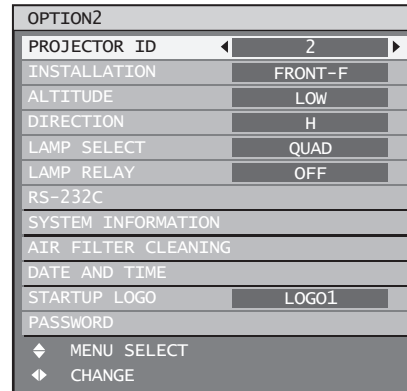 OPTION2
PROJECTOR ID 2
INSTALLATION FRONT-F
ALTITUDE LOW
DIRECTION H
LAMP SELECT QUAD
LAMP RELAY OFF
RS-232C
SYSTEM INFORMATION
AIR FILTER CLEANING
DATE AND TIME
STARTUP LOGO LOGO1
PASSWORD
MENU SELECT
CHANGE